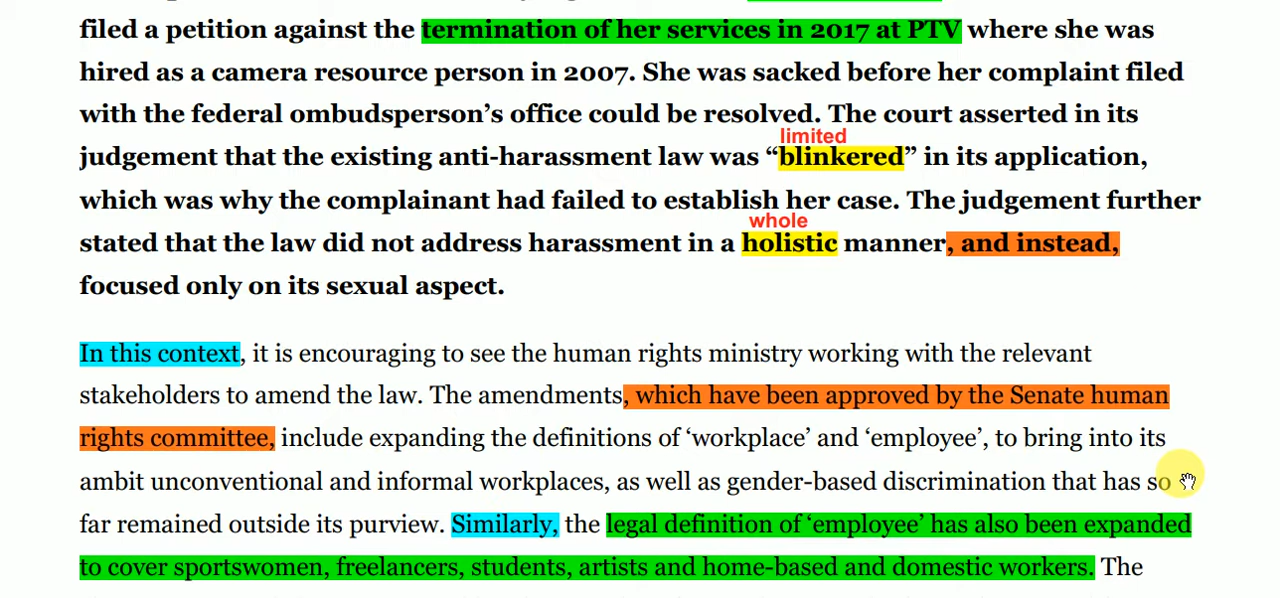 filed a petition against the termination of her services in 2017 at PTV where she was
hired as a camera resource person in 2007. She was sacked before her complaint filed
with the federal ombudsperson’s office could be resolved. The court asserted in its
limited
judgement that the existing anti-harassment law was “blinkered” in its application,
which was why the complainant had failed to establish her case. The judgement further
whole
stated that the law did not address harassment in a holistic manner, and instead,
focused only on its sexual aspect.
In this context, it is encouraging to see the human rights ministry working with the relevant
stakeholders to amend the law. The amendments, which have been approved by the Senate human
rights committee, include expanding the definitions of ‘workplace’ and ‘employee’, to bring into its
ambit unconventional and informal workplaces, as well as gender-based discrimination that has so
far remained outside its purview. Similarly, the legal definition of ‘employee’ has also been expanded
to cover sportswomen, freelancers, students, artists and home-based and domestic workers. The